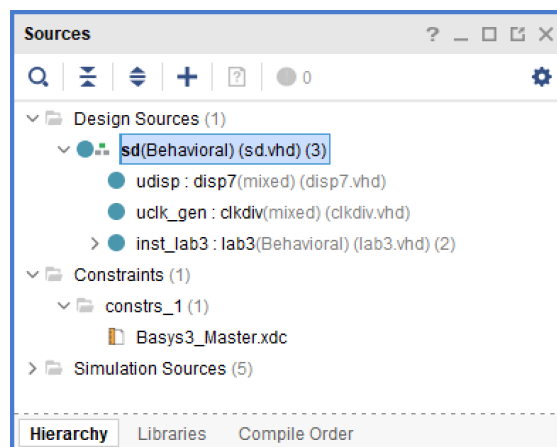 Sources
0
Design Sources (1)
sd(Behavioral) (sd.vhd) (3)
udisp : disp7(mixed) (disp7.vhd)
uclk_gen : clkdiv(mixed) (clkdiv.vhd)
inst_lab3 : lab3(Behavioral) (lab3.vhd) (2)
Constraints (1)
constrs_1 (1)
Basys3_Master.xdc
Simulation Sources (5)
Hierarchy Libraries Compile Order